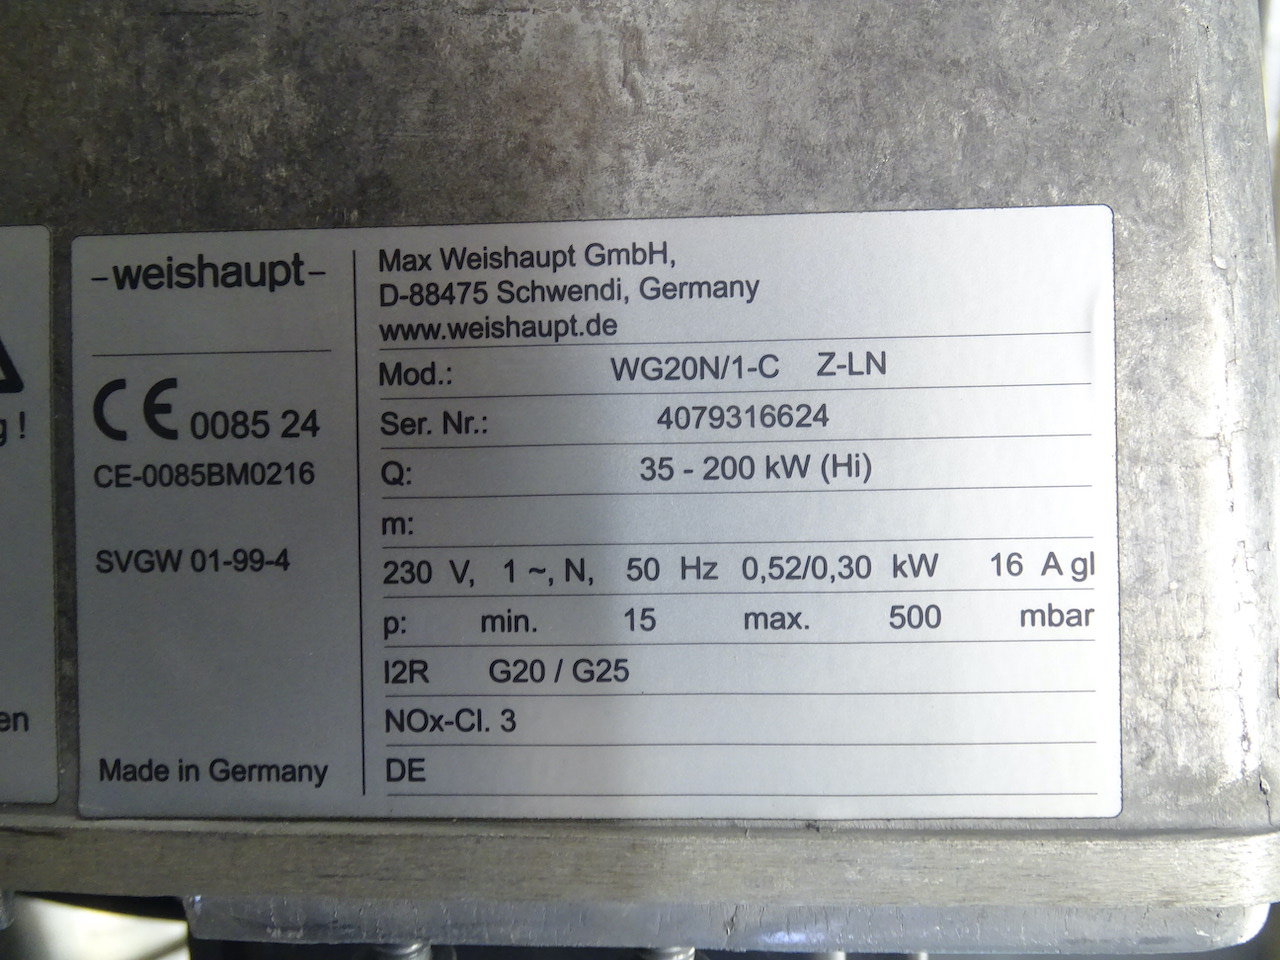 -weishaupt-
CE 0085 24
CE-0085BM0216
SVGW 01-99-4
Made in Germany
Max Weishaupt GmbH,
D-88475 Schwendi, Germany
www.weishaupt.de
Mod.: WG20N/1-C Z-LN
Ser. Nr.: 4079316624
Q: 35 - 200 kW (Hi)
m:
230 V, 1 ~, N, 50 Hz 0,52/0,30 kW 16 A gl
p: min. 15 max. 500 mbar
I2R G20 / G25
NOx-Cl. 3
DE